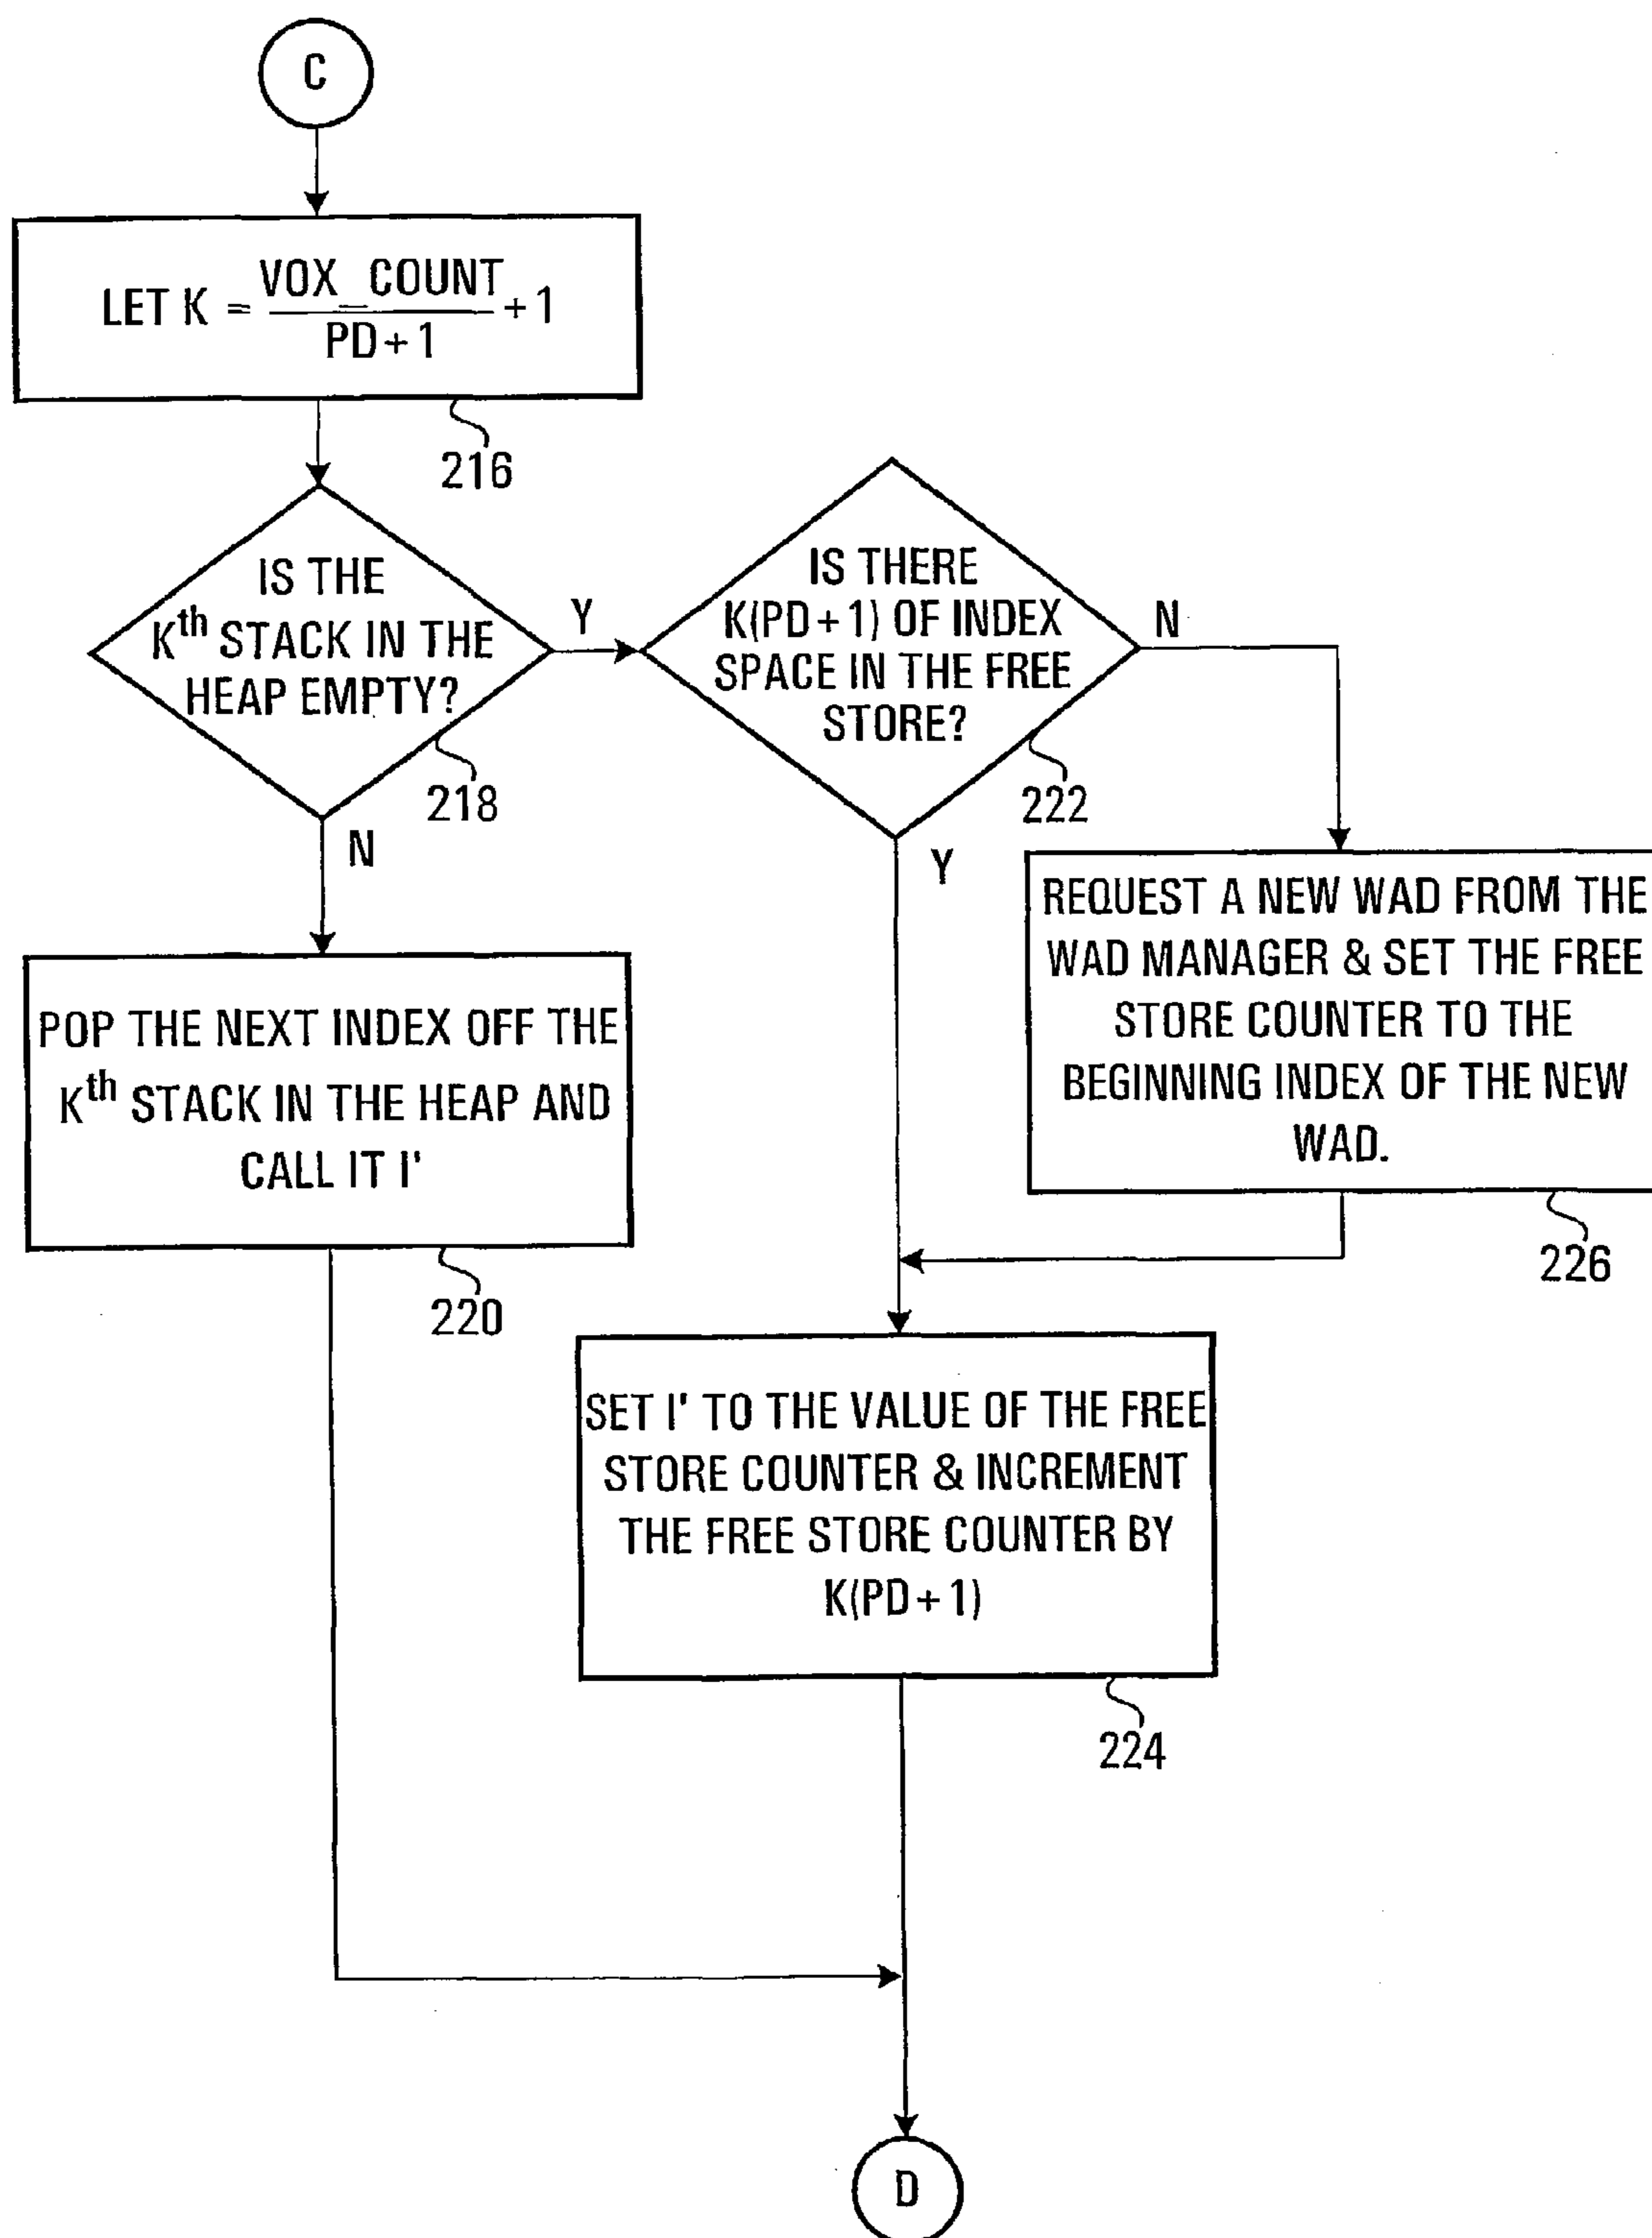 C
LET K = VOX_COUNT / PD + 1 + 1
216
IS THE
Kth STACK IN THE
HEAP EMPTY?
218
Y
N
IS THERE
K(PD + 1) OF INDEX
SPACE IN THE FREE
STORE?
222
N
Y
POP THE NEXT INDEX OFF THE
Kth STACK IN THE HEAP AND
CALL IT I'
220
REQUEST A NEW WAD FROM THE
WAD MANAGER & SET THE FREE
STORE COUNTER TO THE
BEGINNING INDEX OF THE NEW
WAD.
226
SET I' TO THE VALUE OF THE FREE
STORE COUNTER & INCREMENT
THE FREE STORE COUNTER BY
K(PD + 1)
224
D